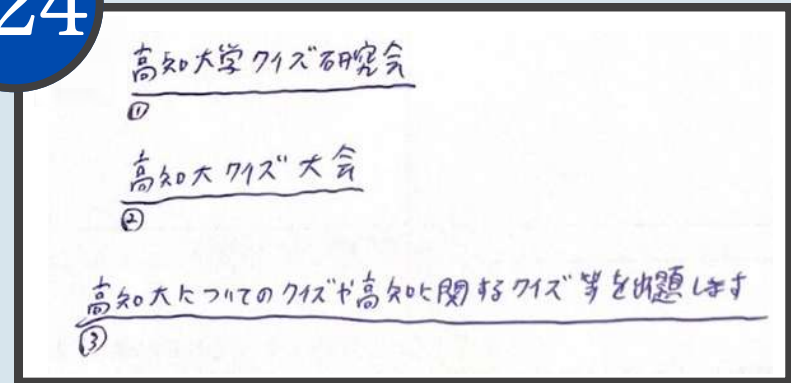 24
高知大学クイズ研究会
①
高知大クイズ大会
②
高知大についてのクイズや高知に関するクイズ等を出題します
③